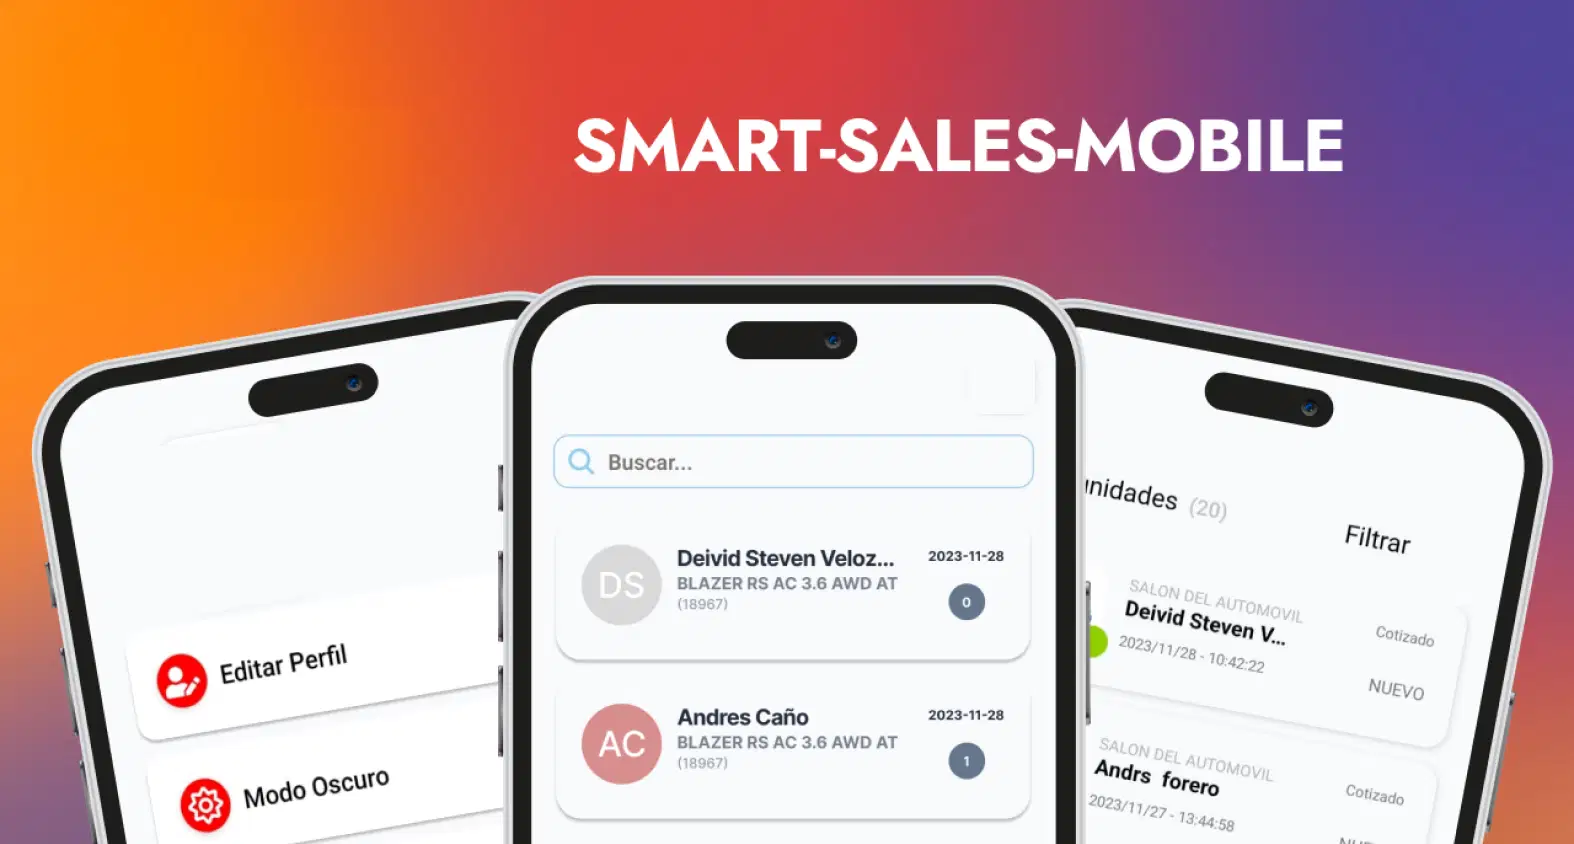 SMART-SALES-MOBILE
Editar Perfil
Modo Oscuro
Buscar...
DS
Deivid Steven Veloz...
2023-11-28
BLAZER RS AC 3.6 AWD AT
(18967)
0
AC
Andres Caño
2023-11-28
BLAZER RS AC 3.6 AWD AT
(18967)
1
unidades (20)
Filtrar
SALON DEL AUTOMOVIL
Deivid Steven V...
Cotizado
2023/11/28 - 10:42:22
NUEVO
SALON DEL AUTOMOVIL
Andrs forero
Cotizado
2023/11/27 - 13:44:58